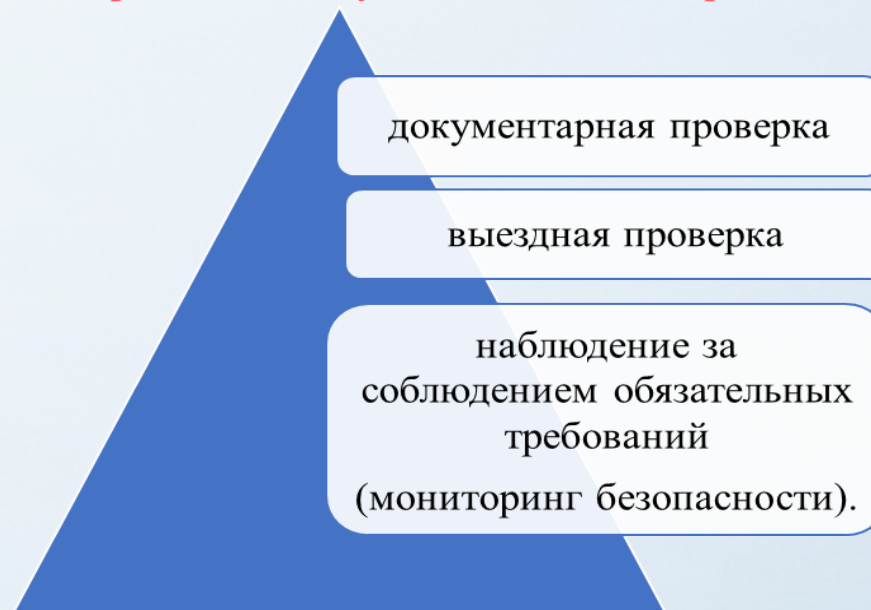 документарная проверка
выездная проверка
наблюдение за
соблюдением обязательных
требований
(мониторинг безопасности).